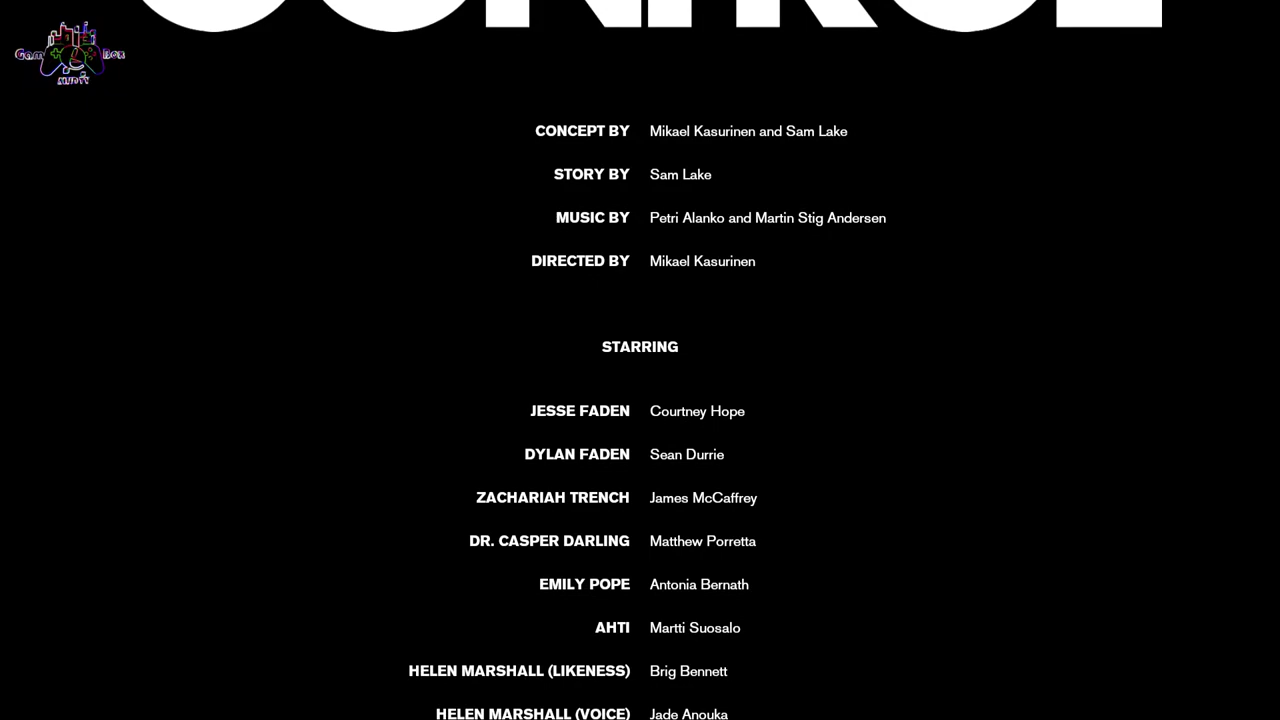 CONTROL
Game Box
CONCEPT BY Mikael Kasurinen and Sam Lake
STORY BY Sam Lake
MUSIC BY Petri Alanko and Martin Stig Andersen
DIRECTED BY Mikael Kasurinen
STARRING
JESSE FADEN Courtney Hope
DYLAN FADEN Sean Durrie
ZACHARIAH TRENCH James McCaffrey
DR. CASPER DARLING Matthew Porretta
EMILY POPE Antonia Bernath
AHTI Martti Suosalo
HELEN MARSHALL (LIKENESS) Brig Bennett
HELEN MARSHALL (VOICE) Jade Anouka